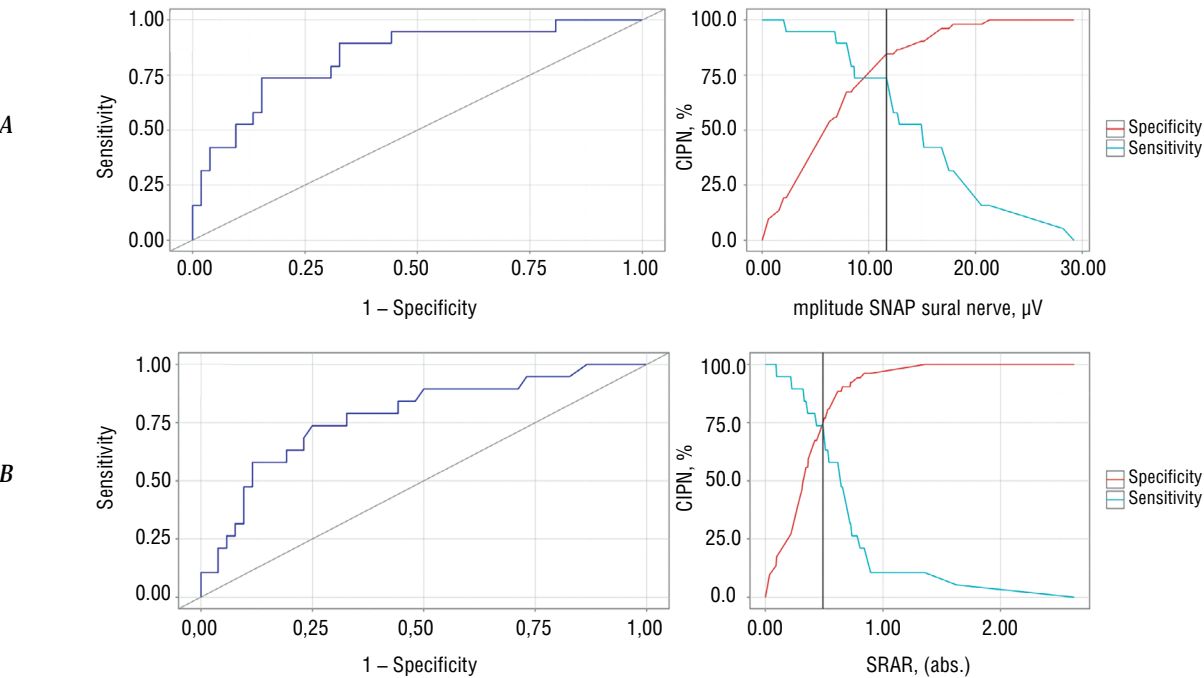 A
1.00
0.75
0.50
0.25
0.00
Sensitivity
0.00 0.25 0.50 0.75 1.00
1 – Specificity
100.0
75.0
50.0
25.0
0.0
CIPN, %
0.00 10.00 20.00 30.00
mplitude SNAP sural nerve, µV
Specificity
Sensitivity
B
1.00
0.75
0.50
0.25
0.00
Sensitivity
0,00 0,25 0,50 0,75 1,00
1 – Specificity
100.0
75.0
50.0
25.0
0.0
CIPN, %
0.00 1.00 2.00
SRAR, (abs.)
Specificity
Sensitivity